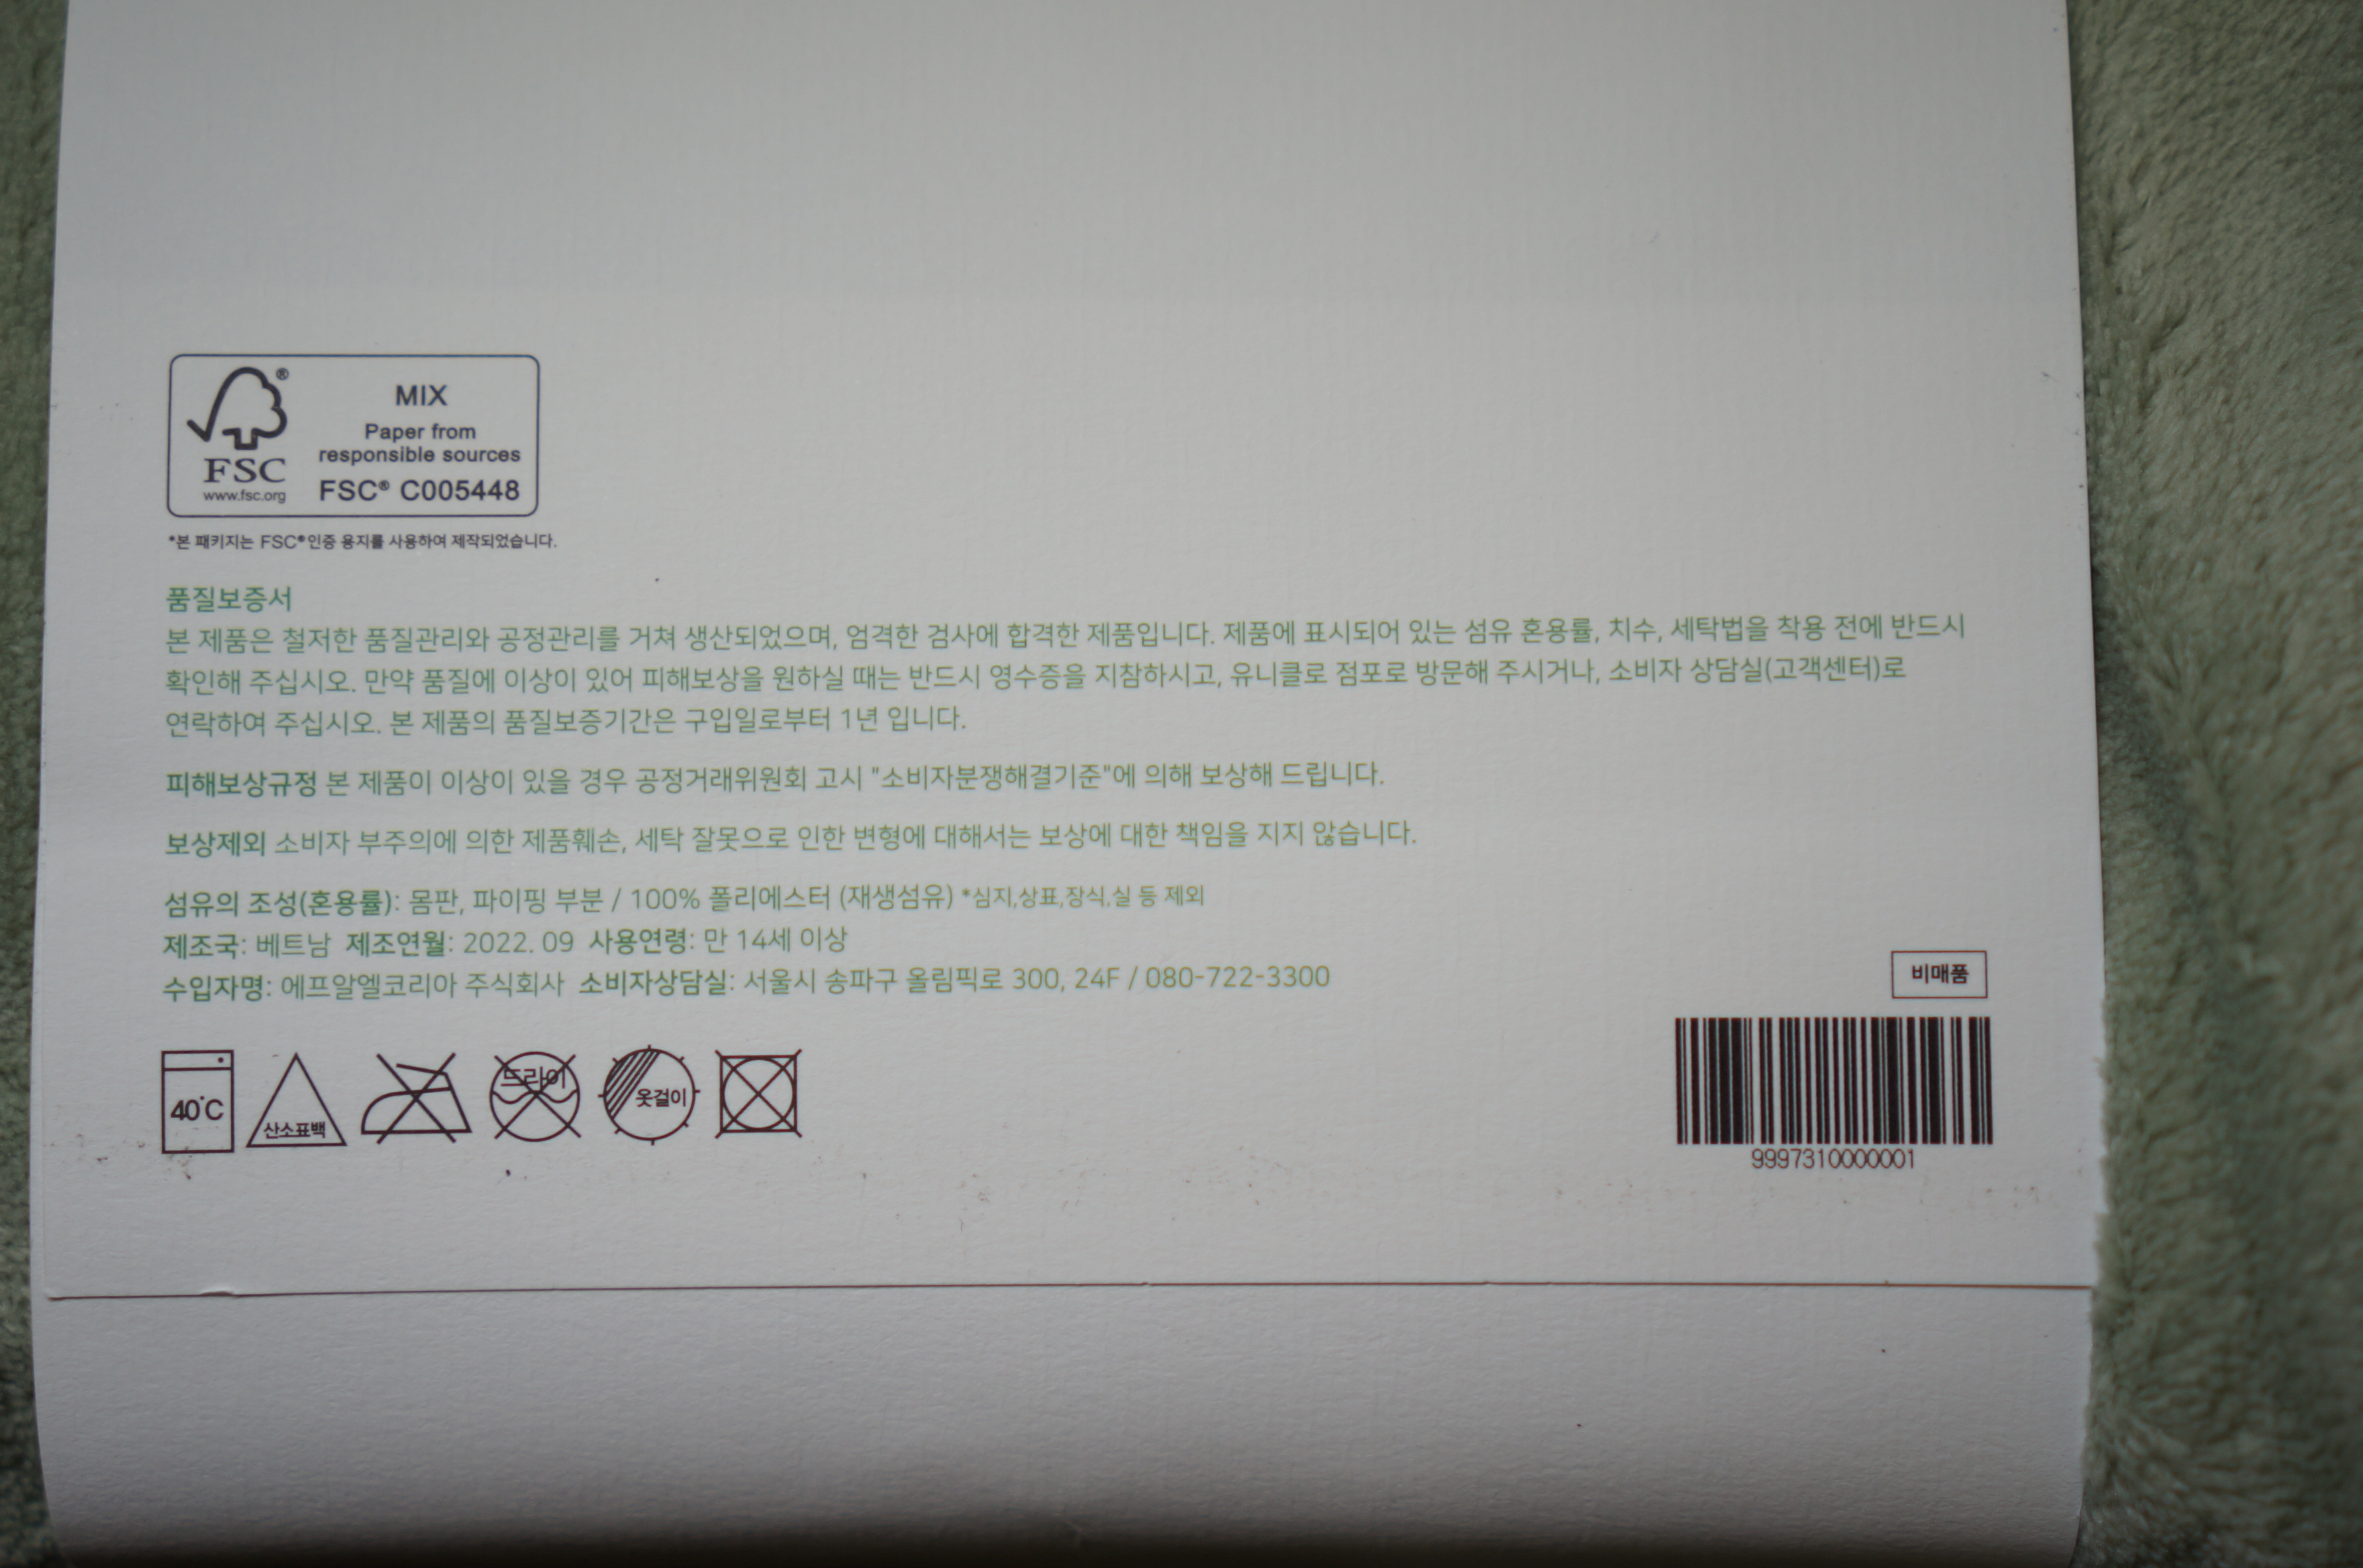 MIX
Paper from
responsible sources
FSC® C005448
FSC
www.fsc.org
*본 패키지는 FSC®인증 용지를 사용하여 제작되었습니다.
품질보증서
본 제품은 철저한 품질관리와 공정관리를 거쳐 생산되었으며, 엄격한 검사에 합격한 제품입니다. 제품에 표시되어 있는 섬유 혼용률, 치수, 세탁법을 착용 전에 반드시
확인해 주십시오. 만약 품질에 이상이 있어 피해보상을 원하실 때는 반드시 영수증을 지참하시고, 유니클로 점포로 방문해 주시거나, 소비자 상담실(고객센터)로
연락하여 주십시오. 본 제품의 품질보증기간은 구입일로부터 1년 입니다.
피해보상규정 본 제품이 이상이 있을 경우 공정거래위원회 고시 "소비자분쟁해결기준"에 의해 보상해 드립니다.
보상제외 소비자 부주의에 의한 제품훼손, 세탁 잘못으로 인한 변형에 대해서는 보상에 대한 책임을 지지 않습니다.
섬유의 조성(혼용률): 몸판, 파이핑 부분 / 100% 폴리에스터 (재생섬유) *심지,상표,장식,실 등 제외
제조국: 베트남 제조연월: 2022. 09 사용연령: 만 14세 이상
수입자명: 에프알엘코리아 주식회사 소비자상담실: 서울시 송파구 올림픽로 300, 24F / 080-722-3300
비매품
40°C
산소표백
드라이
옷걸이
9997310000001